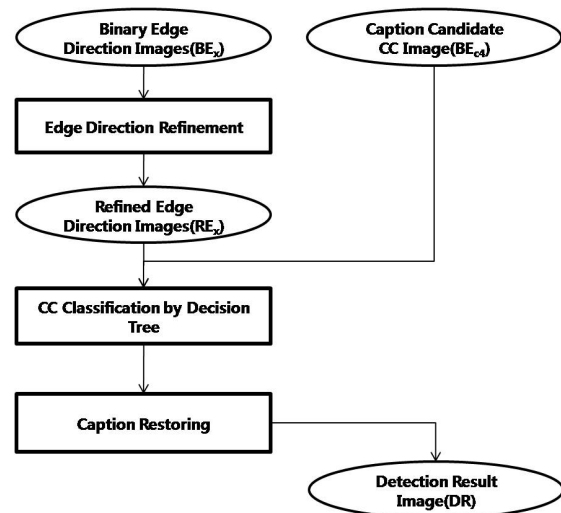 Binary Edge
Direction Images(BEx)
Caption Candidate
CC Image(BEc4)
Edge Direction Refinement
Refined Edge
Direction Images(REx)
CC Classification by Decision
Tree
Caption Restoring
Detection Result
Image(DR)